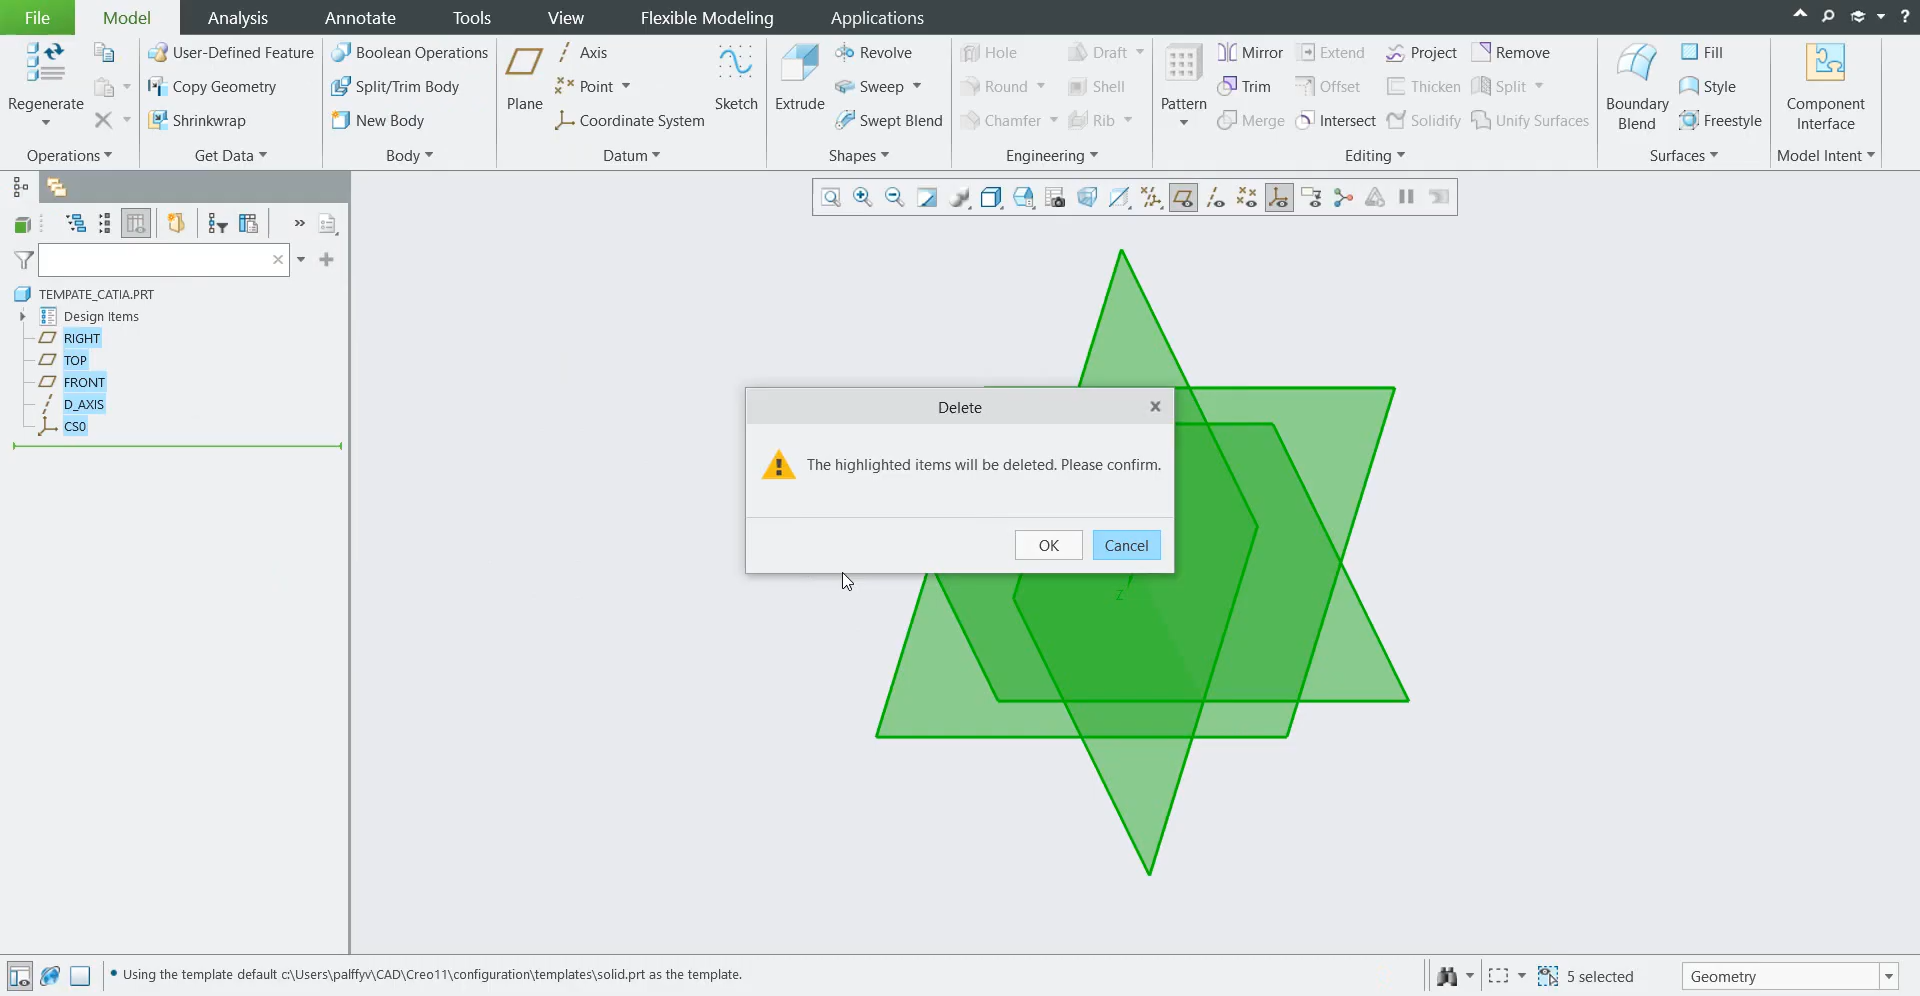 File Model Analysis Annotate Tools View Flexible Modeling Applications ?
Regenerate
Operations
User-Defined Feature
Copy Geometry
Shrinkwrap
Get Data
Boolean Operations
Split/Trim Body
New Body
Body
Plane
Axis
Point
Coordinate System
Sketch
Datum
Extrude
Revolve
Sweep
Swept Blend
Shapes
Hole
Round
Chamfer
Draft
Shell
Rib
Engineering
Pattern
Mirror
Trim
Merge
Extend
Offset
Intersect
Project
Thicken
Solidify
Remove
Split
Unify Surfaces
Editing
Boundary
Blend
Fill
Style
Freestyle
Surfaces
Component
Interface
Model Intent
TEMPATE_CATIA.PRT
Design Items
RIGHT
TOP
FRONT
D_AXIS
CS0
Delete
The highlighted items will be deleted. Please confirm.
OK Cancel
Z
• Using the template default c:\Users\palffyv\CAD\Creo11\configuration\templates\solid.prt as the template.
5 selected
Geometry